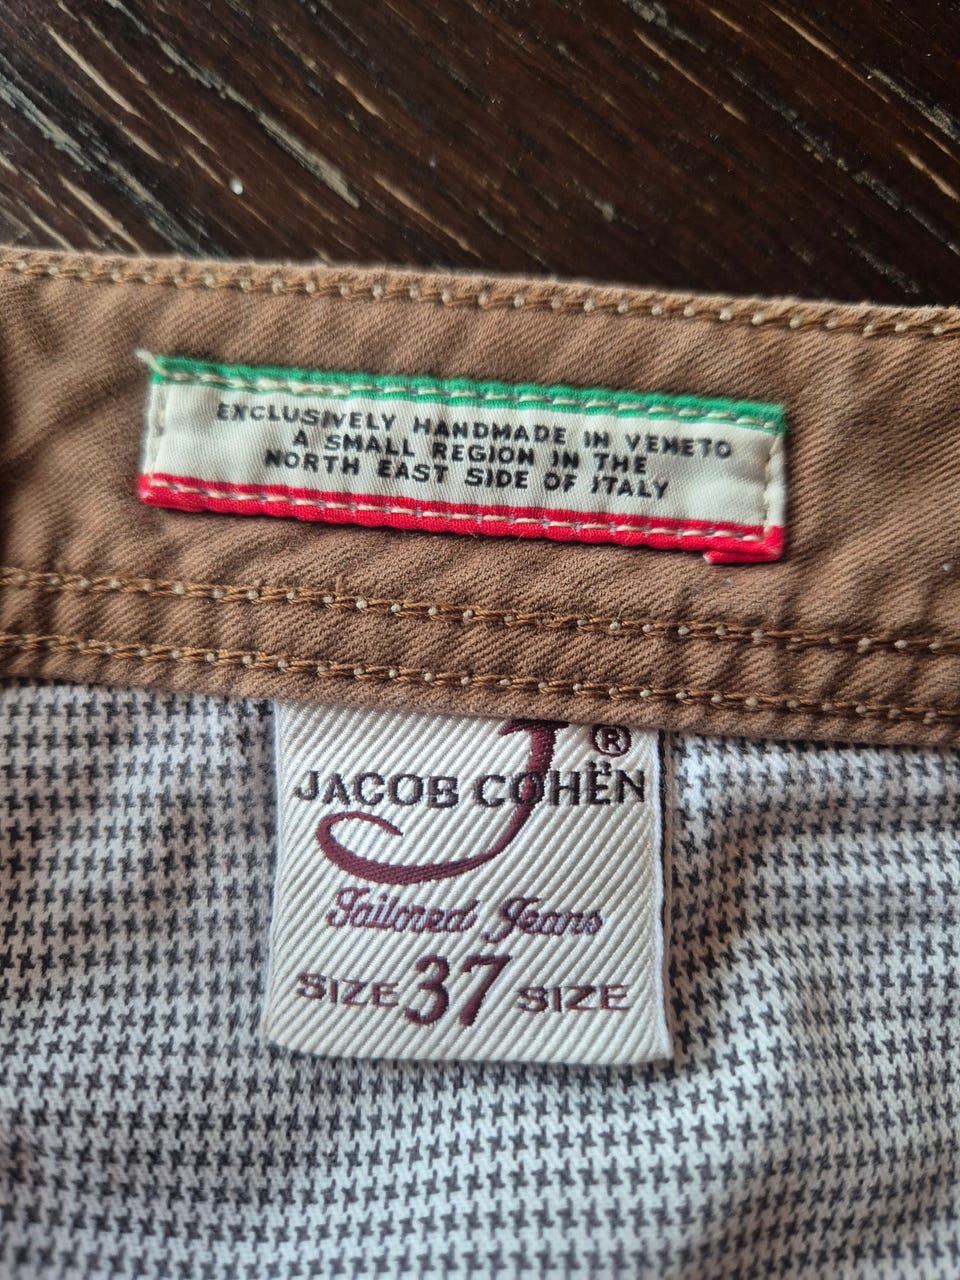 EXCLUSIVELY HANDMADE IN VENETO
A SMALL REGION IN THE
NORTH EAST SIDE OF ITALY
J ®
JACOB COHËN
Tailored Jeans
SIZE 37 SIZE